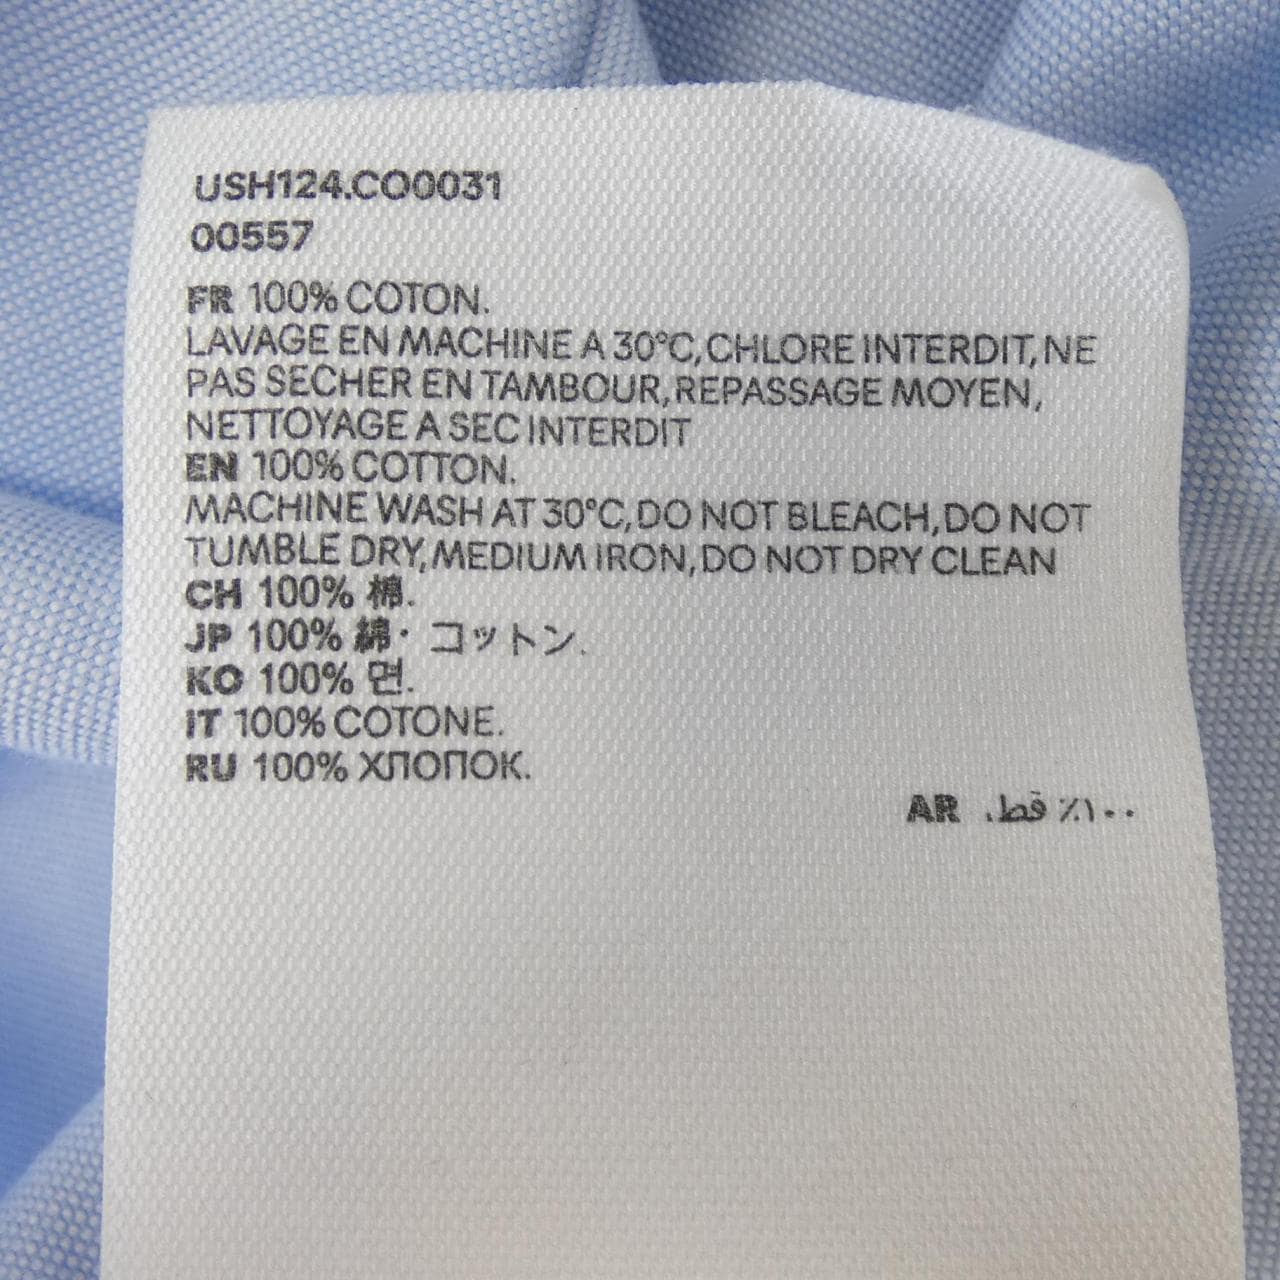 USH124.CO0031
00557
FR 100% COTON.
LAVAGE EN MACHINE A 30°C,CHLORE INTERDIT,NE
PAS SECHER EN TAMBOUR,REPASSAGE MOYEN,
NETTOYAGE A SEC INTERDIT
EN 100% COTTON.
MACHINE WASH AT 30°C,DO NOT BLEACH,DO NOT
TUMBLE DRY,MEDIUM IRON,DO NOT DRY CLEAN
CH 100% 棉.
JP 100% 綿・コットン.
KO 100% 면.
IT 100% COTONE.
RU 100% ХЛОПОК.
AR ١٠٠٪ قطن.